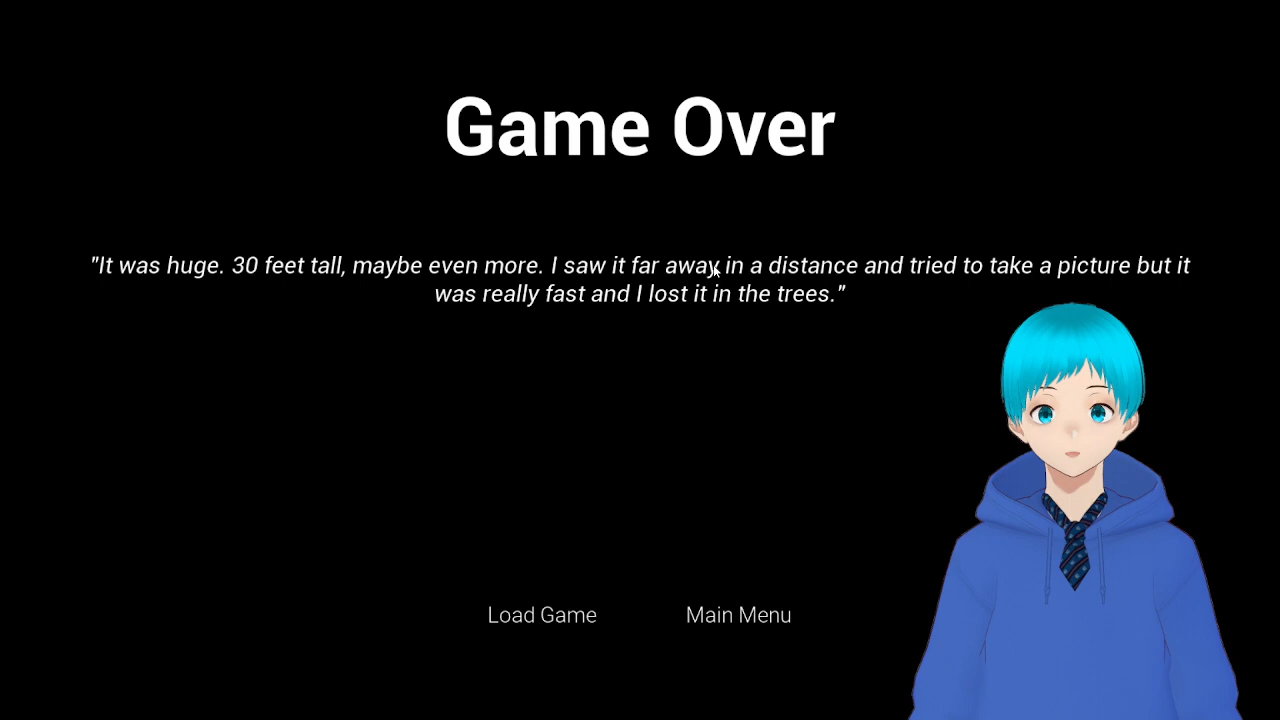 Game Over
"It was huge. 30 feet tall, maybe even more. I saw it far away in a distance and tried to take a picture but it
was really fast and I lost it in the trees."
Load Game
Main Menu